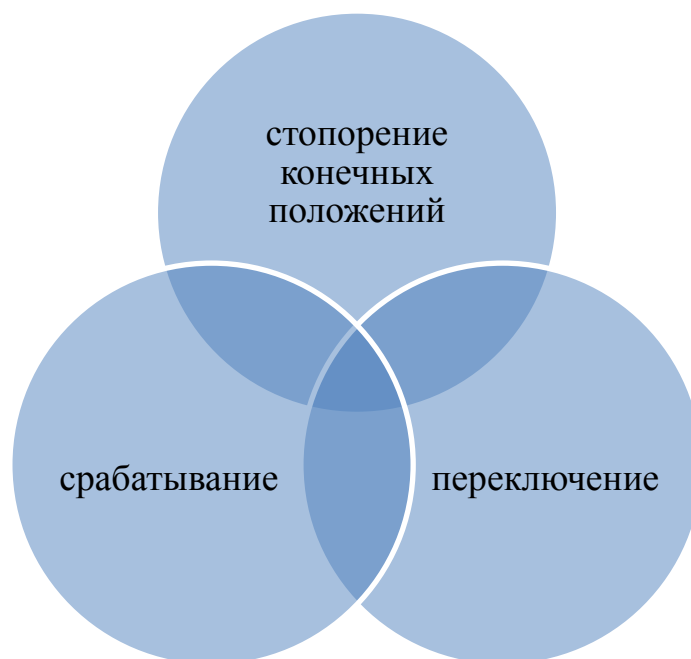 стопорение
конечных
положений
срабатывание
переключение